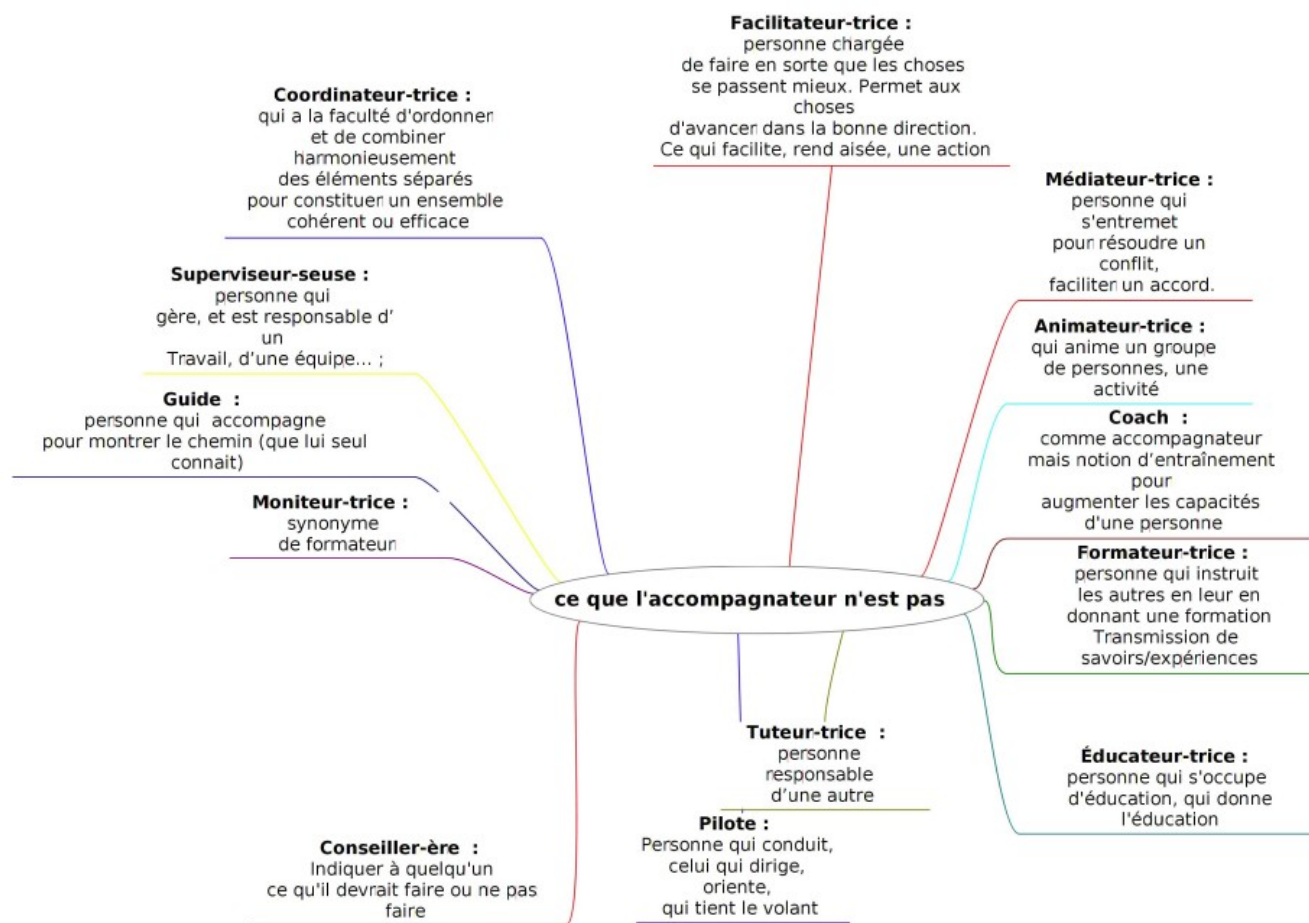 Facilitateur-trice :
personne chargée
de faire en sorte que les choses
se passent mieux. Permet aux
choses
d'avancer dans la bonne direction.
Ce qui facilite, rend aisée, une action
Coordinateur-trice :
qui a la faculté d'ordonner
et de combiner
harmonieusement
des éléments séparés
pour constituer un ensemble
cohérent ou efficace
Superviseur-seuse :
personne qui
gère, et est responsable d’
un
Travail, d’une équipe... ;
Guide :
personne qui accompagne
pour montrer le chemin (que lui seul
connait)
Moniteur-trice :
synonyme
de formateur
Médiateur-trice :
personne qui
s'entremet
pour résoudre un
conflit,
faciliter un accord.
Animateur-trice :
qui anime un groupe
de personnes, une
activité
Coach :
comme accompagnateur
mais notion d’entraînement
pour
augmenter les capacités
d'une personne
Formateur-trice :
personne qui instruit
les autres en leur en
donnant une formation
Transmission de
savoirs/expériences
ce que l'accompagnateur n'est pas
Tuteur-trice :
personne
responsable
d’une autre
Éducateur-trice :
personne qui s'occupe
d'éducation, qui donne
l'éducation
Pilote :
Personne qui conduit,
celui qui dirige,
oriente,
qui tient le volant
Conseiller-ère :
Indiquer à quelqu'un
ce qu'il devrait faire ou ne pas
faire